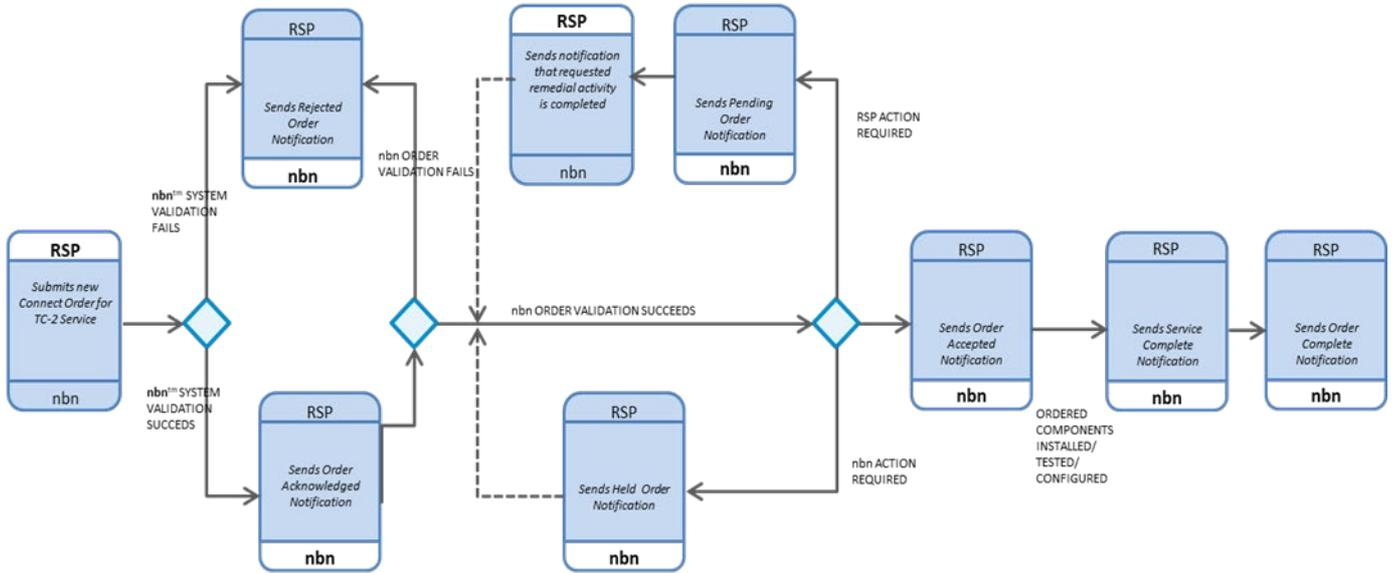 RSP
Submits new
Connect Order for
TC-2 Service
nbn
nbn™ SYSTEM
VALIDATION
FAILS
nbn™ SYSTEM
VALIDATION
SUCCEDS
RSP
Sends Rejected
Order
Notification
nbn
RSP
Sends Order
Acknowledged
Notification
nbn
nbn ORDER
VALIDATION FAILS
nbn ORDER VALIDATION SUCCEEDS
RSP
Sends notification
that requested
remedial activity
is completed
nbn
RSP
Sends Pending
Order
Notification
nbn
RSP ACTION
REQUIRED
RSP
Sends Held Order
Notification
nbn
nbn ACTION
REQUIRED
RSP
Sends Order
Accepted
Notification
nbn
ORDERED
COMPONENTS
INSTALLED/
TESTED/
CONFIGURED
RSP
Sends Service
Complete
Notification
nbn
RSP
Sends Order
Complete
Notification
nbn